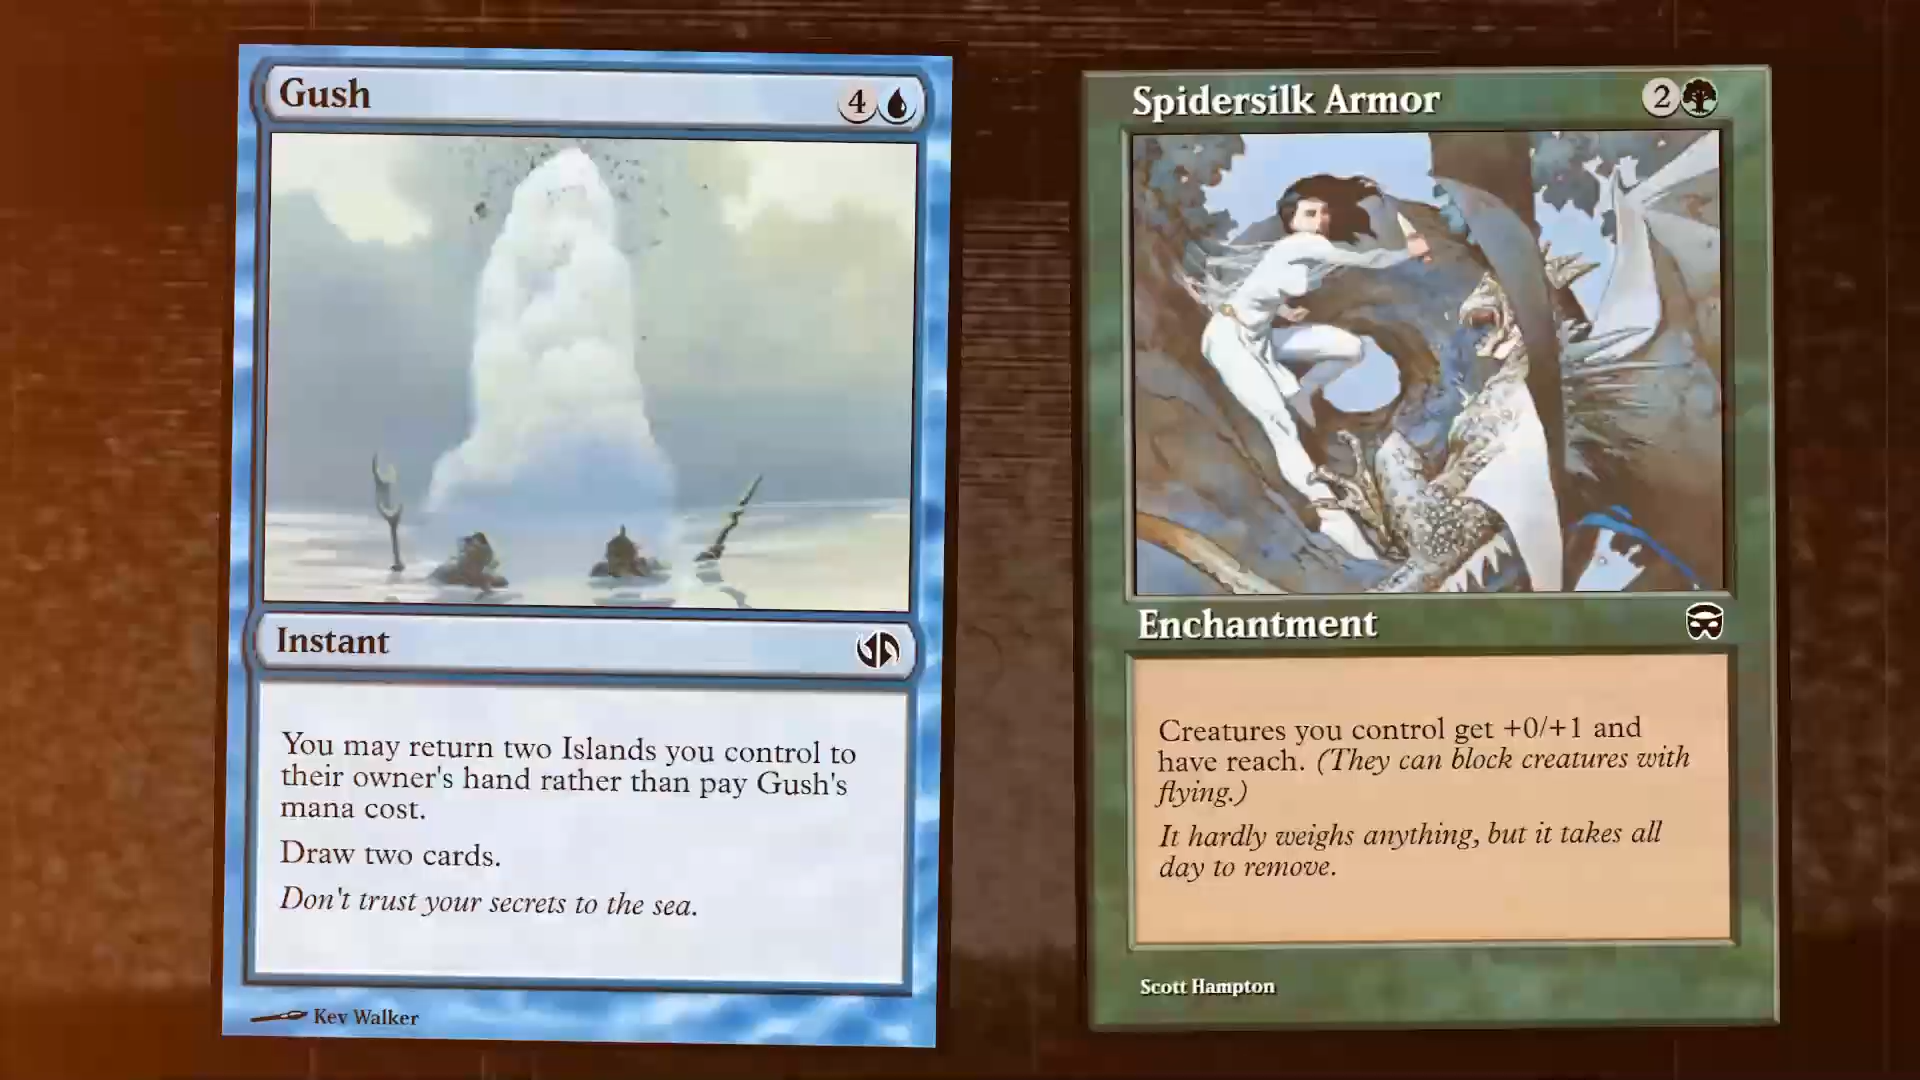 Gush
4
Instant
You may return two Islands you control to
their owner's hand rather than pay Gush's
mana cost.
Draw two cards.
Don't trust your secrets to the sea.
Kev Walker
Spidersilk Armor
2
Enchantment
Creatures you control get +0/+1 and
have reach. (They can block creatures with
flying.)
It hardly weighs anything, but it takes all
day to remove.
Scott Hampton